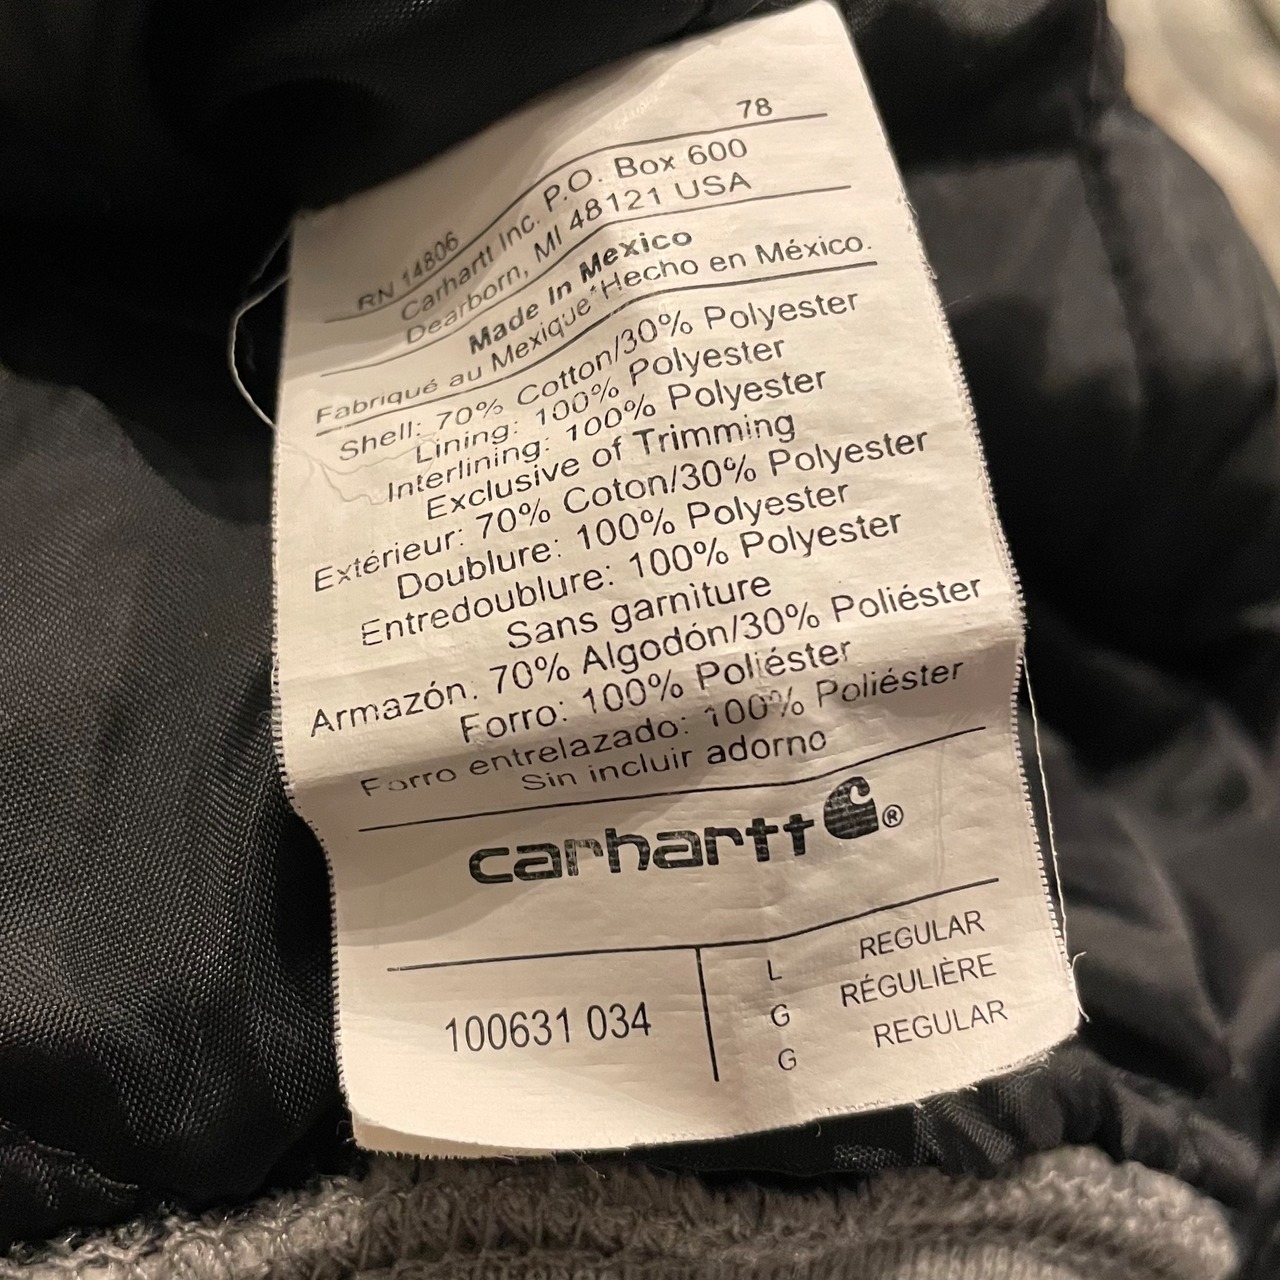 78
RN 14806
Carhartt Inc. P.O. Box 600
Dearborn, MI 48121 USA
Made In Mexico
Fabriqué au Mexique*Hecho en México.
Shell: 70% Cotton/30% Polyester
Lining: 100% Polyester
Interlining: 100% Polyester
Exclusive of Trimming
Extérieur: 70% Coton/30% Polyester
Doublure: 100% Polyester
Entredoublure: 100% Polyester
Sans garniture
Armazón. 70% Algodón/30% Poliéster
Forro: 100% Poliéster
Forro entrelazado: 100% Poliéster
Sin incluir adorno
carhartt®
100631 034
L REGULAR
G RÉGULIÈRE
G REGULAR